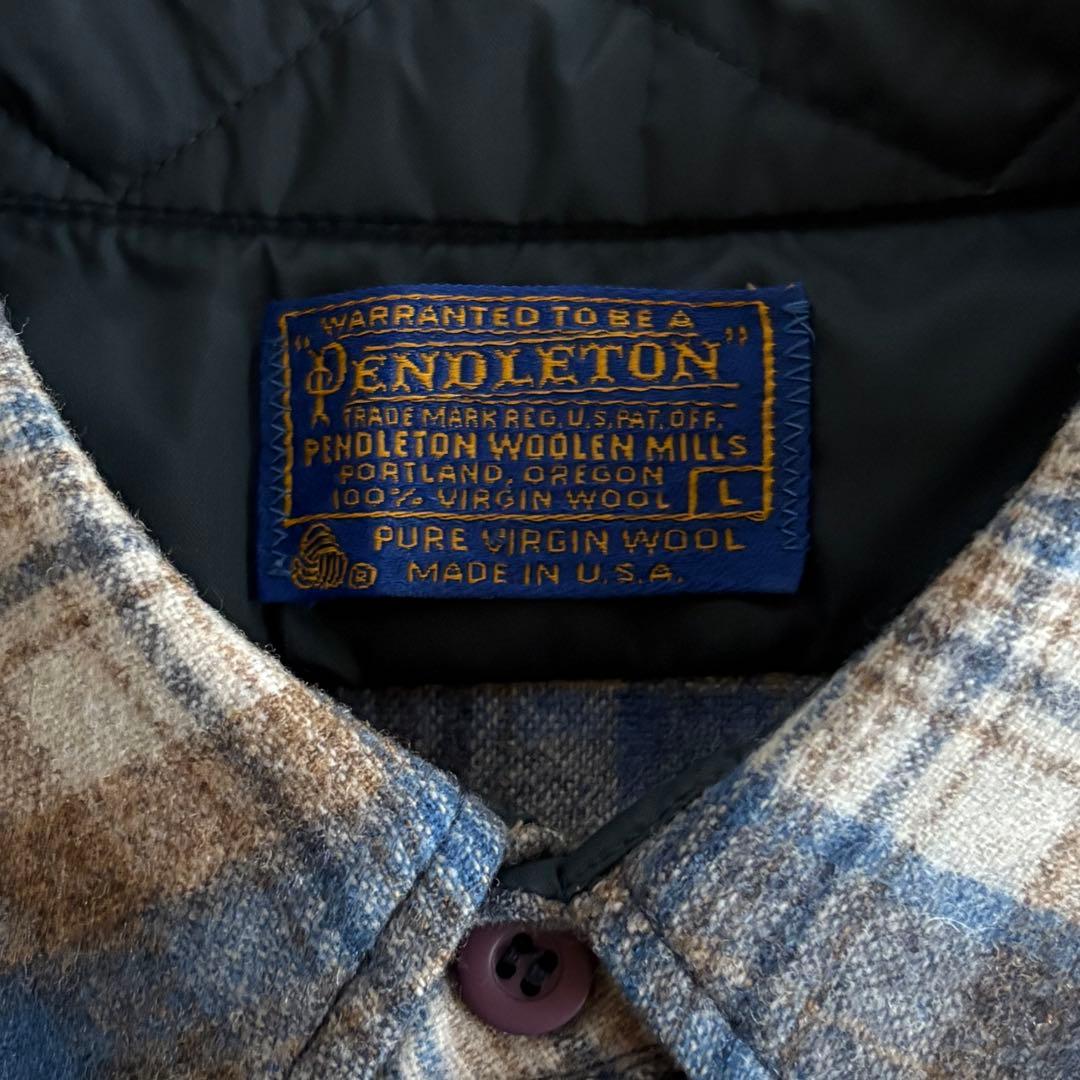 WARRANTED TO BE A
"PENDLETON"
TRADE MARK REG. U.S. PAT. OFF.
PENDLETON WOOLEN MILLS
PORTLAND, OREGON
100% VIRGIN WOOL L
PURE VIRGIN WOOL
® MADE IN U.S.A.